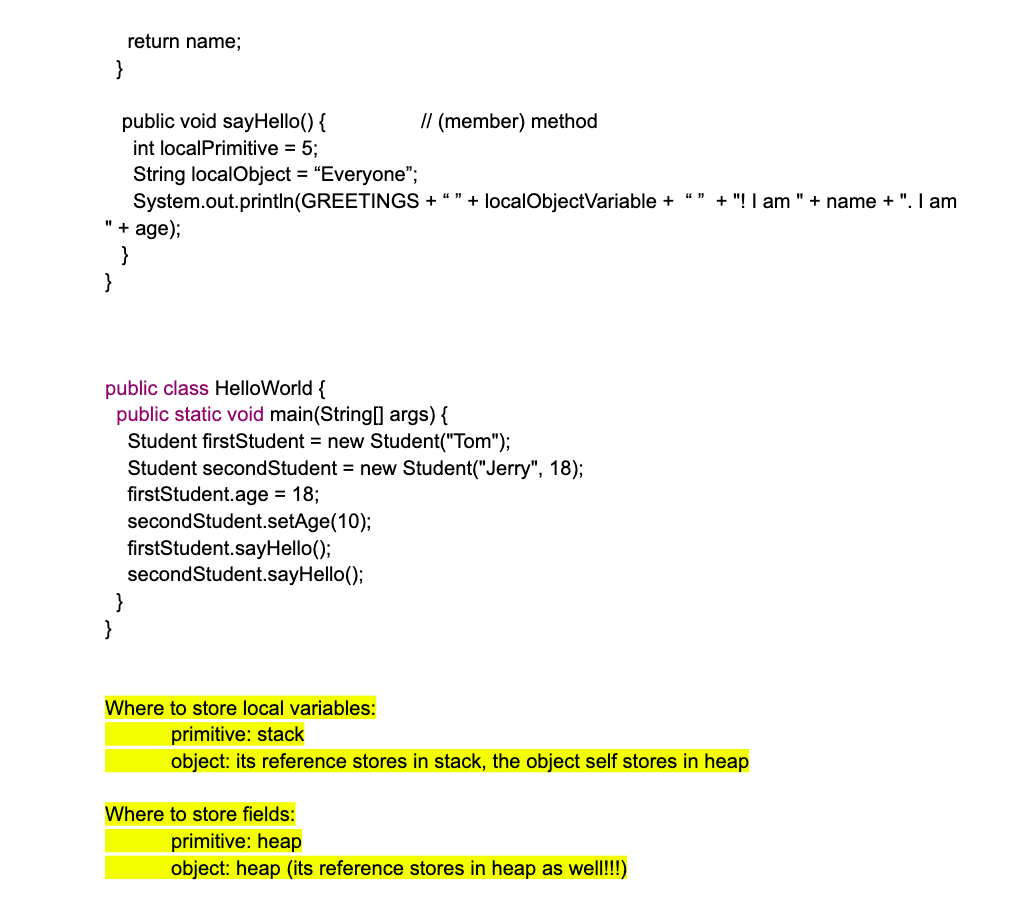 return name;
}
public void sayHello() { // (member) method
int localPrimitive = 5;
String localObject = “Everyone”;
System.out.println(GREETINGS + “ ” + localObjectVariable + “ ” + "! I am " + name + ". I am
" + age);
}
}
public class HelloWorld {
public static void main(String[] args) {
Student firstStudent = new Student("Tom");
Student secondStudent = new Student("Jerry", 18);
firstStudent.age = 18;
secondStudent.setAge(10);
firstStudent.sayHello();
secondStudent.sayHello();
}
}
Where to store local variables:
primitive: stack
object: its reference stores in stack, the object self stores in heap
Where to store fields:
primitive: heap
object: heap (its reference stores in heap as well!!!)